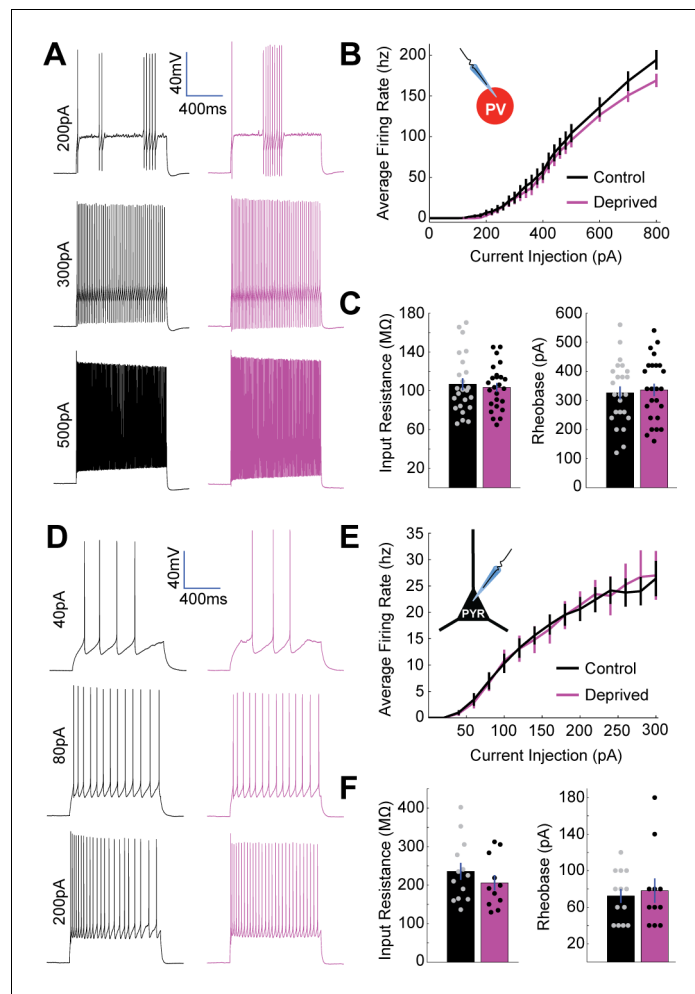 A
200pA
40mV
400ms
300pA
500pA
B
Average Firing Rate (hz)
200
150
100
50
0
PV
Control
Deprived
0 200 400 600 800
Current Injection (pA)
C
Input Resistance (MΩ)
180
140
100
60
20
Rheobase (pA)
600
500
400
300
200
100
0
D
40pA
40mV
400ms
80pA
200pA
E
Average Firing Rate (hz)
35
30
25
20
15
10
5
0
PYR
Control
Deprived
50 100 150 200 250 300
Current Injection (pA)
F
Input Resistance (MΩ)
400
300
200
100
0
Rheobase (pA)
180
140
100
60
20